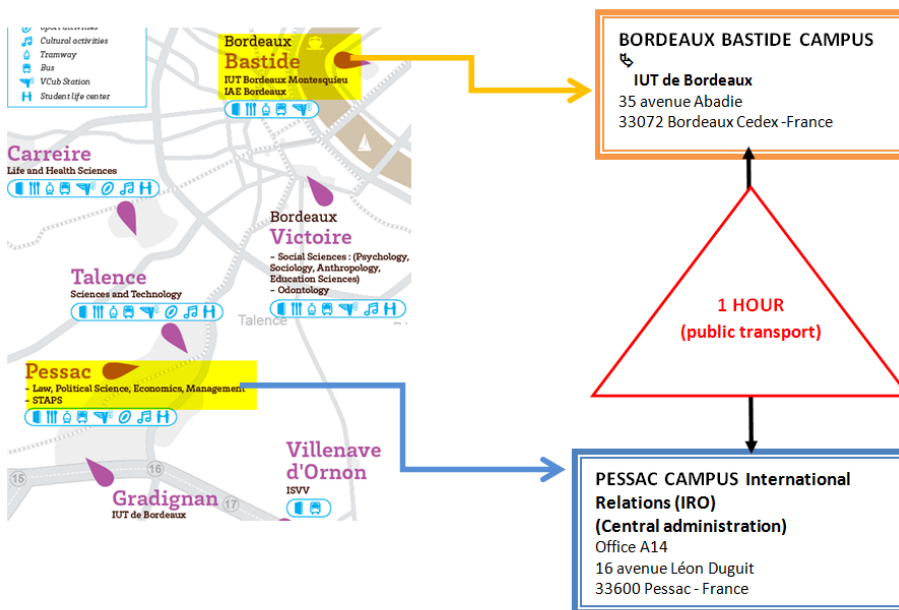 Cultural activities
Tramway
Bus
VCub Station
Student life center
Bordeaux
Bastide
IUT Bordeaux Montesquieu
IAE Bordeaux
Carreire
Life and Health Sciences
Bordeaux
Victoire
- Social Sciences : (Psychology,
Sociology, Anthropology,
Education Sciences)
- Odontology
Talence
Sciences and Technology
Talence
Pessac
- Law, Political Science, Economics, Management
- STAPS
Villenave
d'Ornon
ISVV
15
16
17
Gradignan
IUT de Bordeaux
BORDEAUX BASTIDE CAMPUS
IUT de Bordeaux
35 avenue Abadie
33072 Bordeaux Cedex -France
1 HOUR
(public transport)
PESSAC CAMPUS International
Relations (IRO)
(Central administration)
Office A14
16 avenue Léon Duguit
33600 Pessac - France